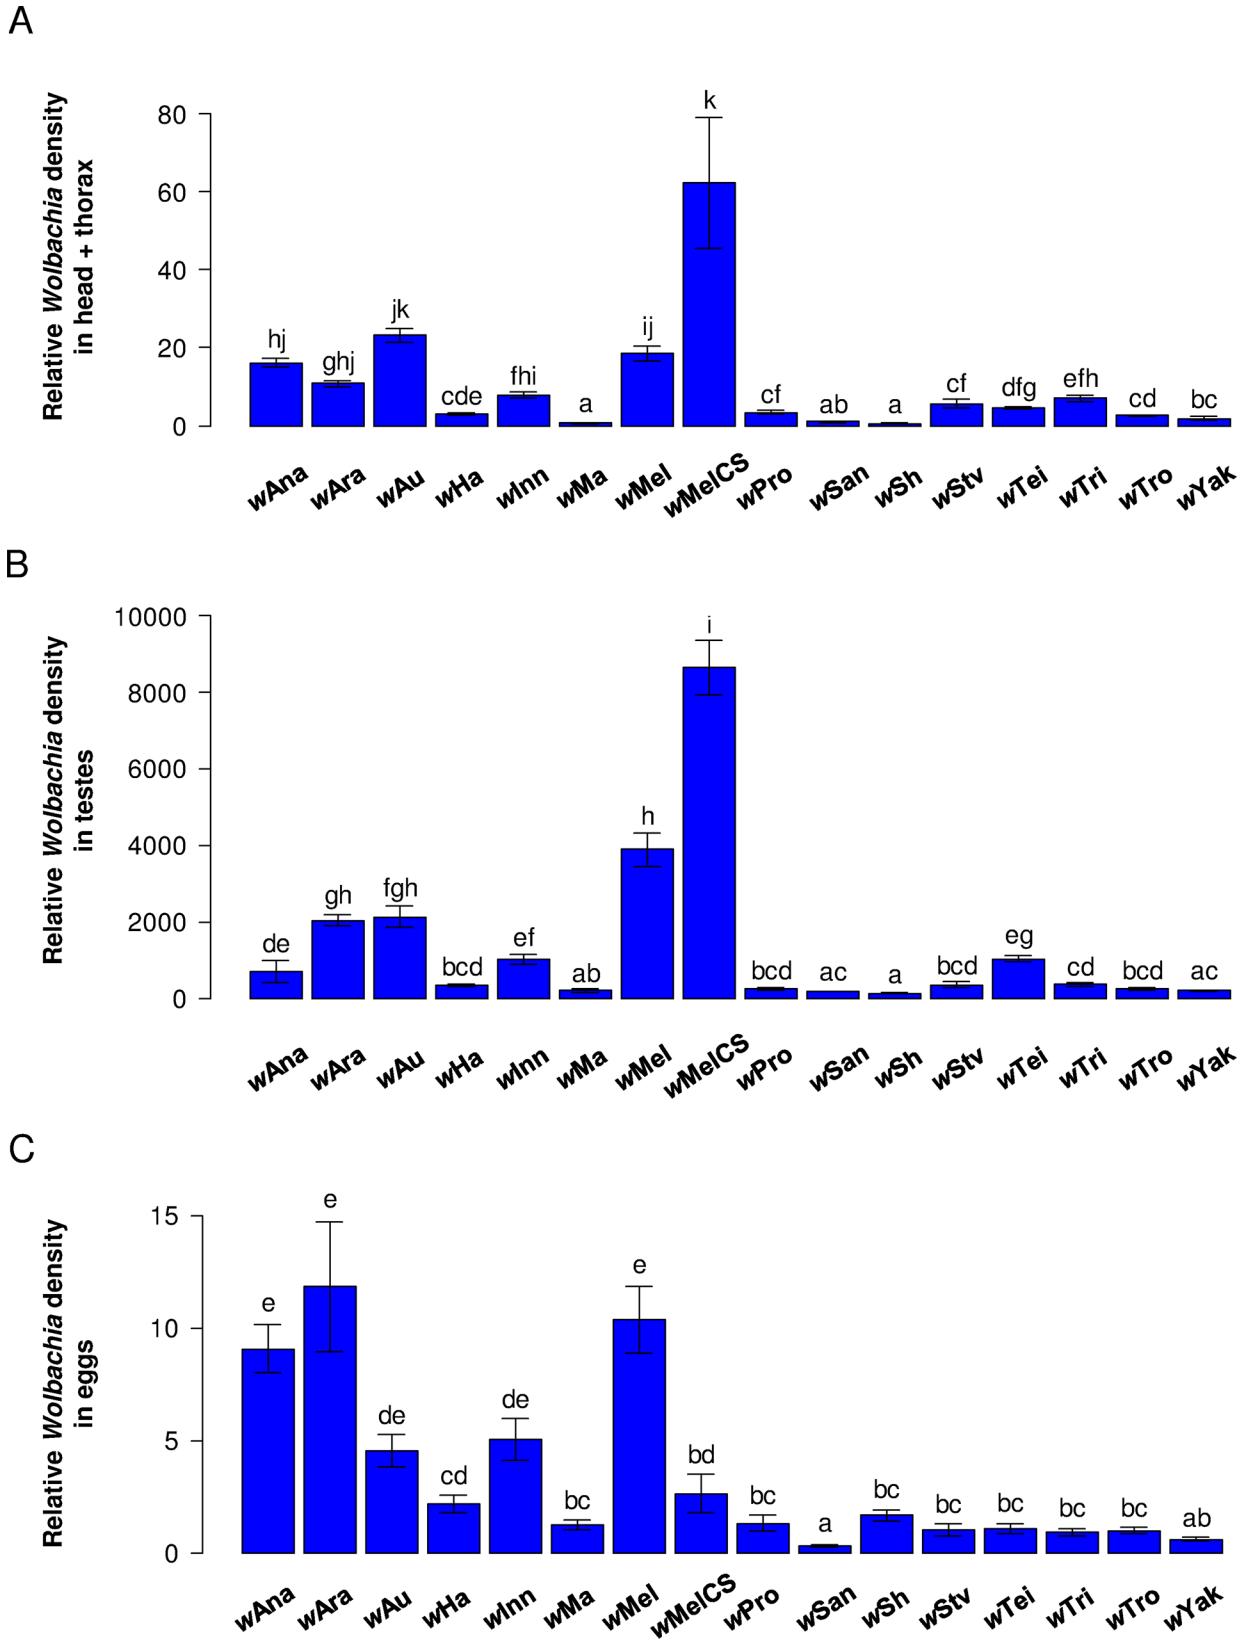 A
Relative Wolbachia density
in head + thorax
80
60
40
20
0
hj
ghj
jk
cde
fhi
a
ij
k
cf
ab
a
cf
dfg
efh
cd
bc
wAna
wAra
wAu
wHa
wInn
wMa
wMel
wMelCS
wPro
wSan
wSh
wStv
wTei
wTri
wTro
wYak
B
Relative Wolbachia density
in testes
10000
8000
6000
4000
2000
0
de
gh
fgh
bcd
ef
ab
h
i
bcd
ac
a
bcd
eg
cd
bcd
ac
wAna
wAra
wAu
wHa
wInn
wMa
wMel
wMelCS
wPro
wSan
wSh
wStv
wTei
wTri
wTro
wYak
C
Relative Wolbachia density
in eggs
15
10
5
0
e
e
de
cd
de
bc
e
bd
bc
a
bc
bc
bc
bc
bc
ab
wAna
wAra
wAu
wHa
wInn
wMa
wMel
wMelCS
wPro
wSan
wSh
wStv
wTei
wTri
wTro
wYak